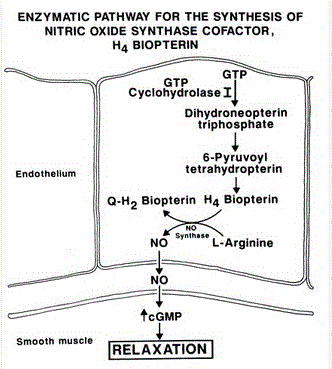 ENZYMATIC PATHWAY FOR THE SYNTHESIS OF
NITRIC OXIDE SYNTHASE COFACTOR,
H4 BIOPTERIN
GTP
GTP
Cyclohydrolase I
Dihydroneopterin
triphosphate
6-Pyruvoyl
tetrahydropterin
Endothelium
Q-H2 Biopterin H4 Biopterin
NO
Synthase
NO L-Arginine
NO
↑cGMP
Smooth muscle
RELAXATION